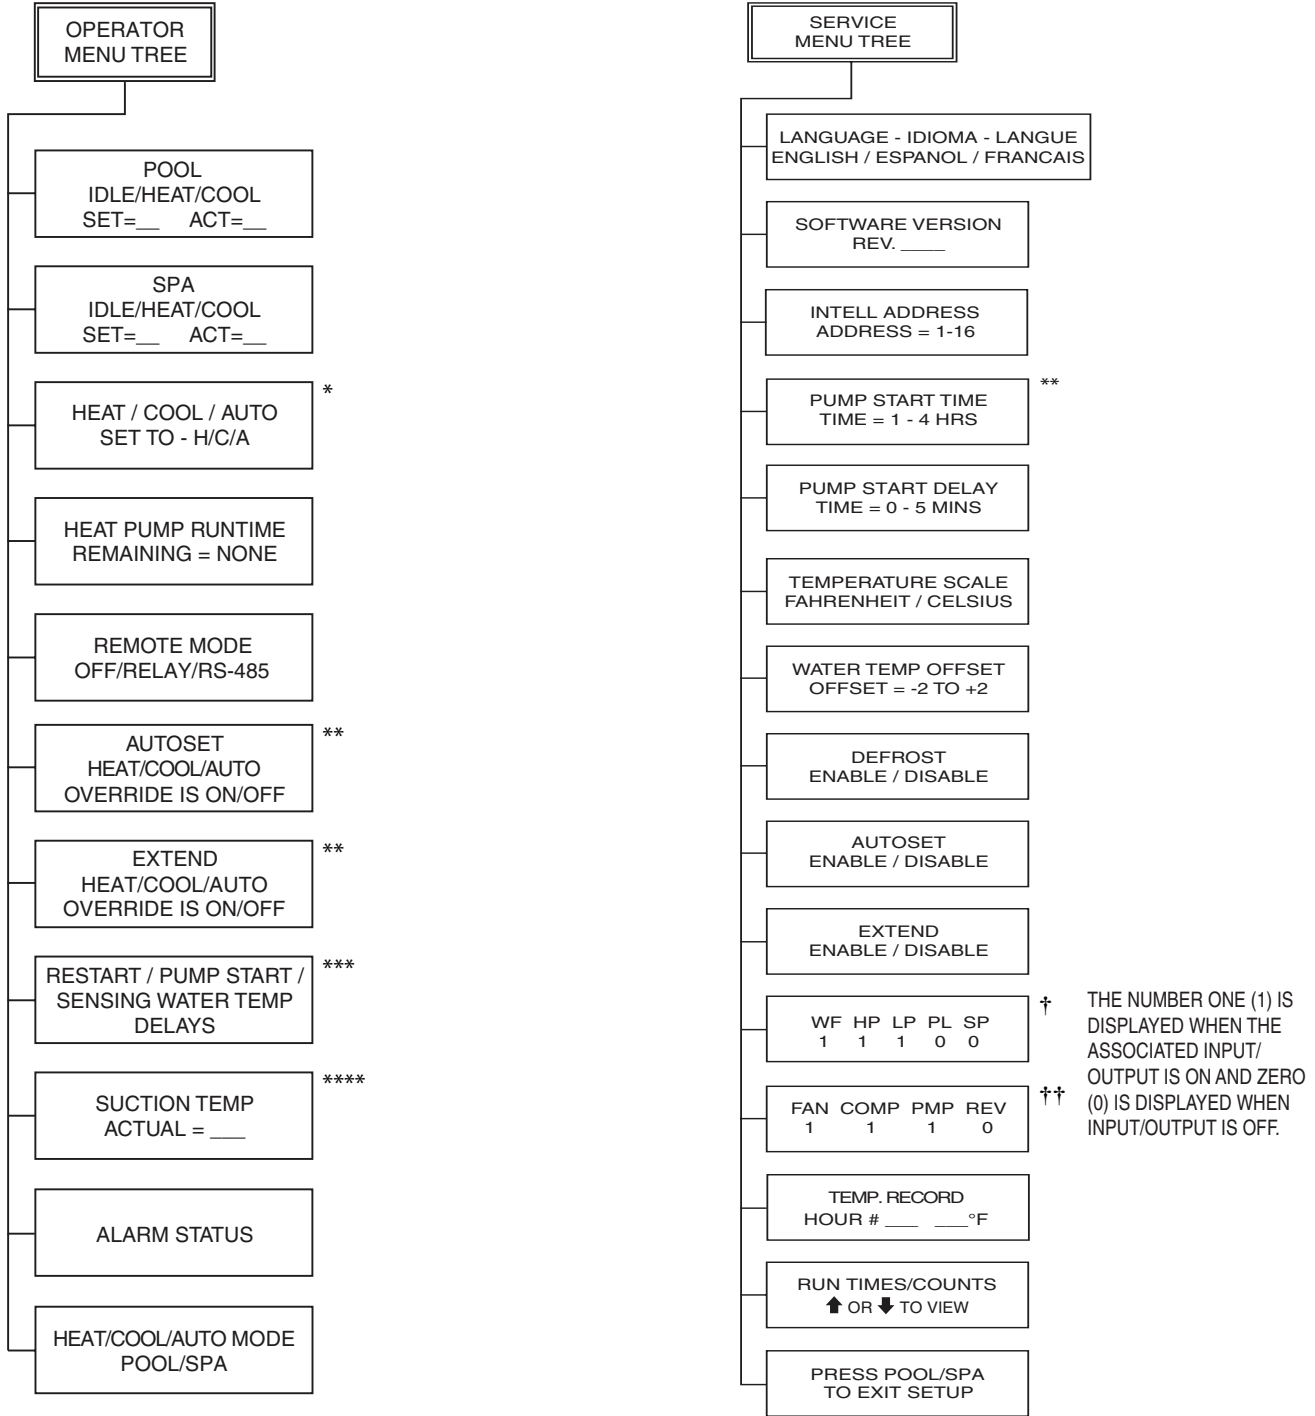 OPERATOR
MENU TREE
POOL
IDLE/HEAT/COOL
SET=__ ACT=__
SPA
IDLE/HEAT/COOL
SET=__ ACT=__
*
HEAT / COOL / AUTO
SET TO - H/C/A
HEAT PUMP RUNTIME
REMAINING = NONE
REMOTE MODE
OFF/RELAY/RS-485
**
AUTOSET
HEAT/COOL/AUTO
OVERRIDE IS ON/OFF
**
EXTEND
HEAT/COOL/AUTO
OVERRIDE IS ON/OFF
***
RESTART / PUMP START /
SENSING WATER TEMP
DELAYS
****
SUCTION TEMP
ACTUAL = ___
ALARM STATUS
HEAT/COOL/AUTO MODE
POOL/SPA
SERVICE
MENU TREE
LANGUAGE - IDIOMA - LANGUE
ENGLISH / ESPANOL / FRANCAIS
SOFTWARE VERSION
REV. ____
INTELL ADDRESS
ADDRESS = 1-16
**
PUMP START TIME
TIME = 1 - 4 HRS
PUMP START DELAY
TIME = 0 - 5 MINS
TEMPERATURE SCALE
FAHRENHEIT / CELSIUS
WATER TEMP OFFSET
OFFSET = -2 TO +2
DEFROST
ENABLE / DISABLE
AUTOSET
ENABLE / DISABLE
EXTEND
ENABLE / DISABLE
†
WF HP LP PL SP
1 1 1 0 0
††
FAN COMP PMP REV
1 1 1 0
THE NUMBER ONE (1) IS
DISPLAYED WHEN THE
ASSOCIATED INPUT/
OUTPUT IS ON AND ZERO
(0) IS DISPLAYED WHEN
INPUT/OUTPUT IS OFF.
TEMP. RECORD
HOUR # ___ ___°F
RUN TIMES/COUNTS
⬆ OR ⬇ TO VIEW
PRESS POOL/SPA
TO EXIT SETUP